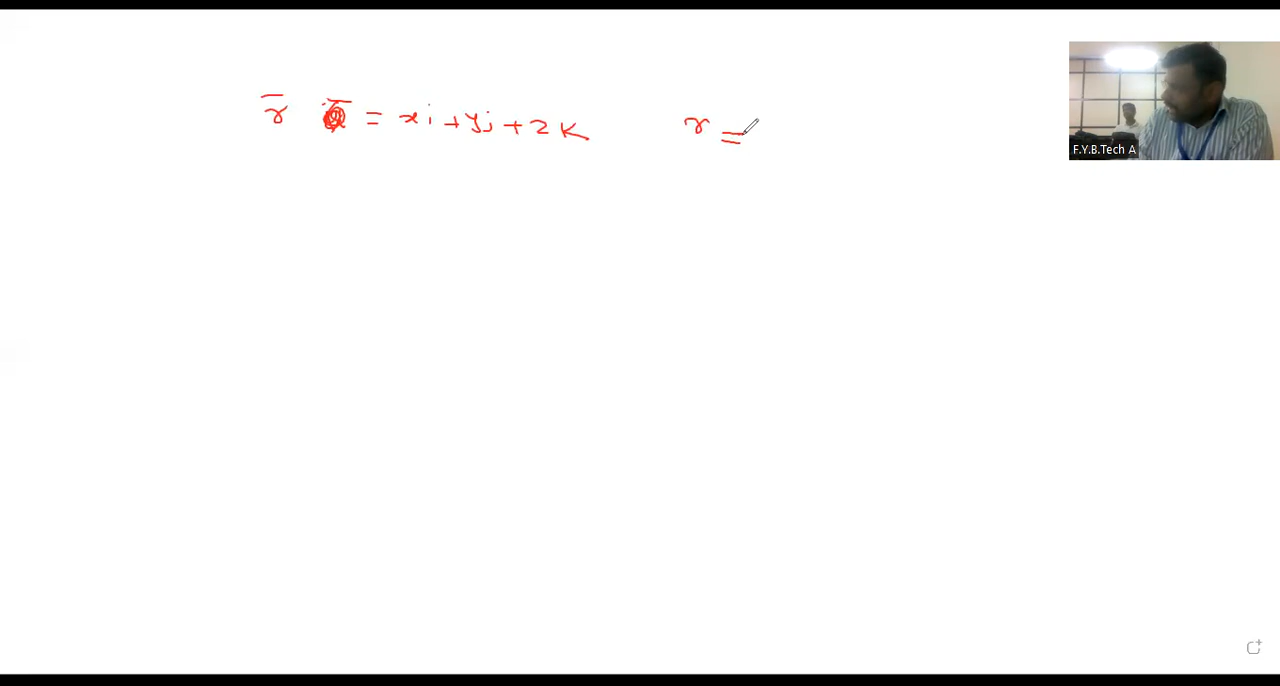 r̄ = xi + yj + zk r =
F.Y.B.Tech A